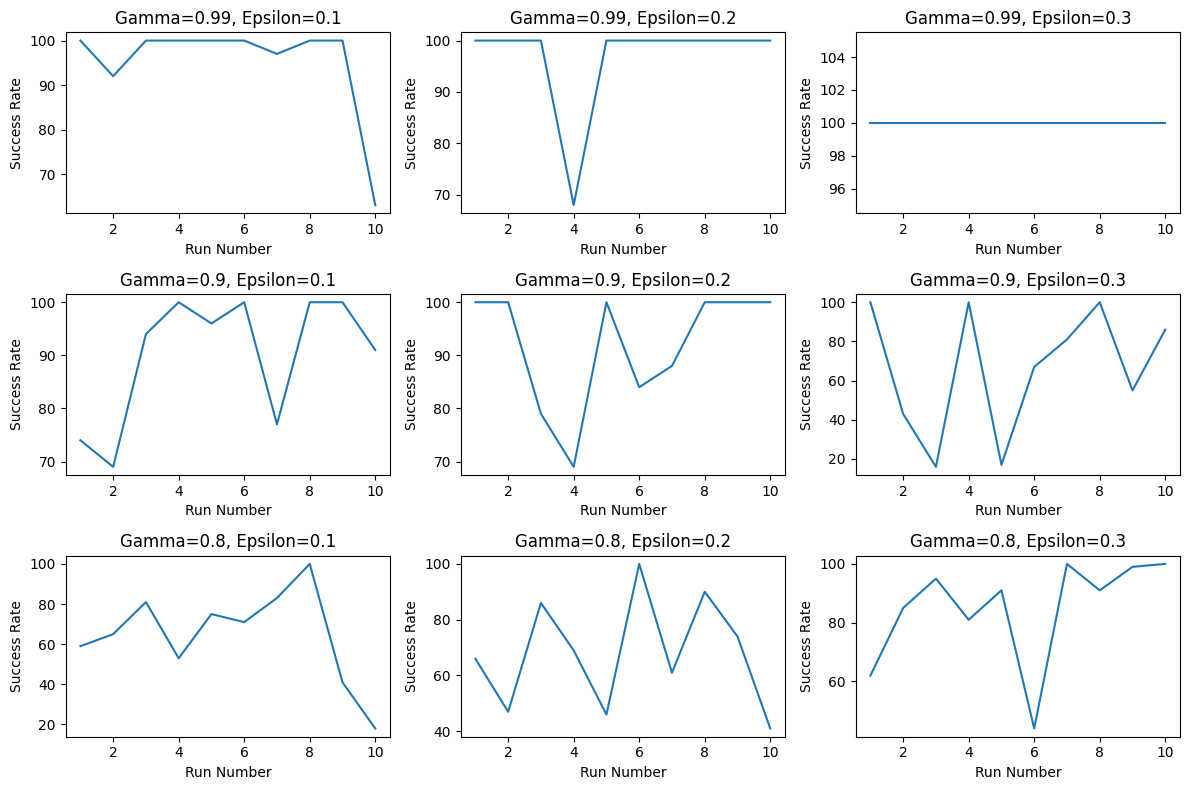 Gamma=0.99, Epsilon=0.1
100
90
80
70
Success Rate
2 4 6 8 10
Run Number
Gamma=0.99, Epsilon=0.2
100
90
80
70
Success Rate
2 4 6 8 10
Run Number
Gamma=0.99, Epsilon=0.3
104
102
100
98
96
Success Rate
2 4 6 8 10
Run Number
Gamma=0.9, Epsilon=0.1
100
90
80
70
Success Rate
2 4 6 8 10
Run Number
Gamma=0.9, Epsilon=0.2
100
90
80
70
Success Rate
2 4 6 8 10
Run Number
Gamma=0.9, Epsilon=0.3
100
80
60
40
20
Success Rate
2 4 6 8 10
Run Number
Gamma=0.8, Epsilon=0.1
100
80
60
40
20
Success Rate
2 4 6 8 10
Run Number
Gamma=0.8, Epsilon=0.2
100
80
60
40
Success Rate
2 4 6 8 10
Run Number
Gamma=0.8, Epsilon=0.3
100
80
60
Success Rate
2 4 6 8 10
Run Number